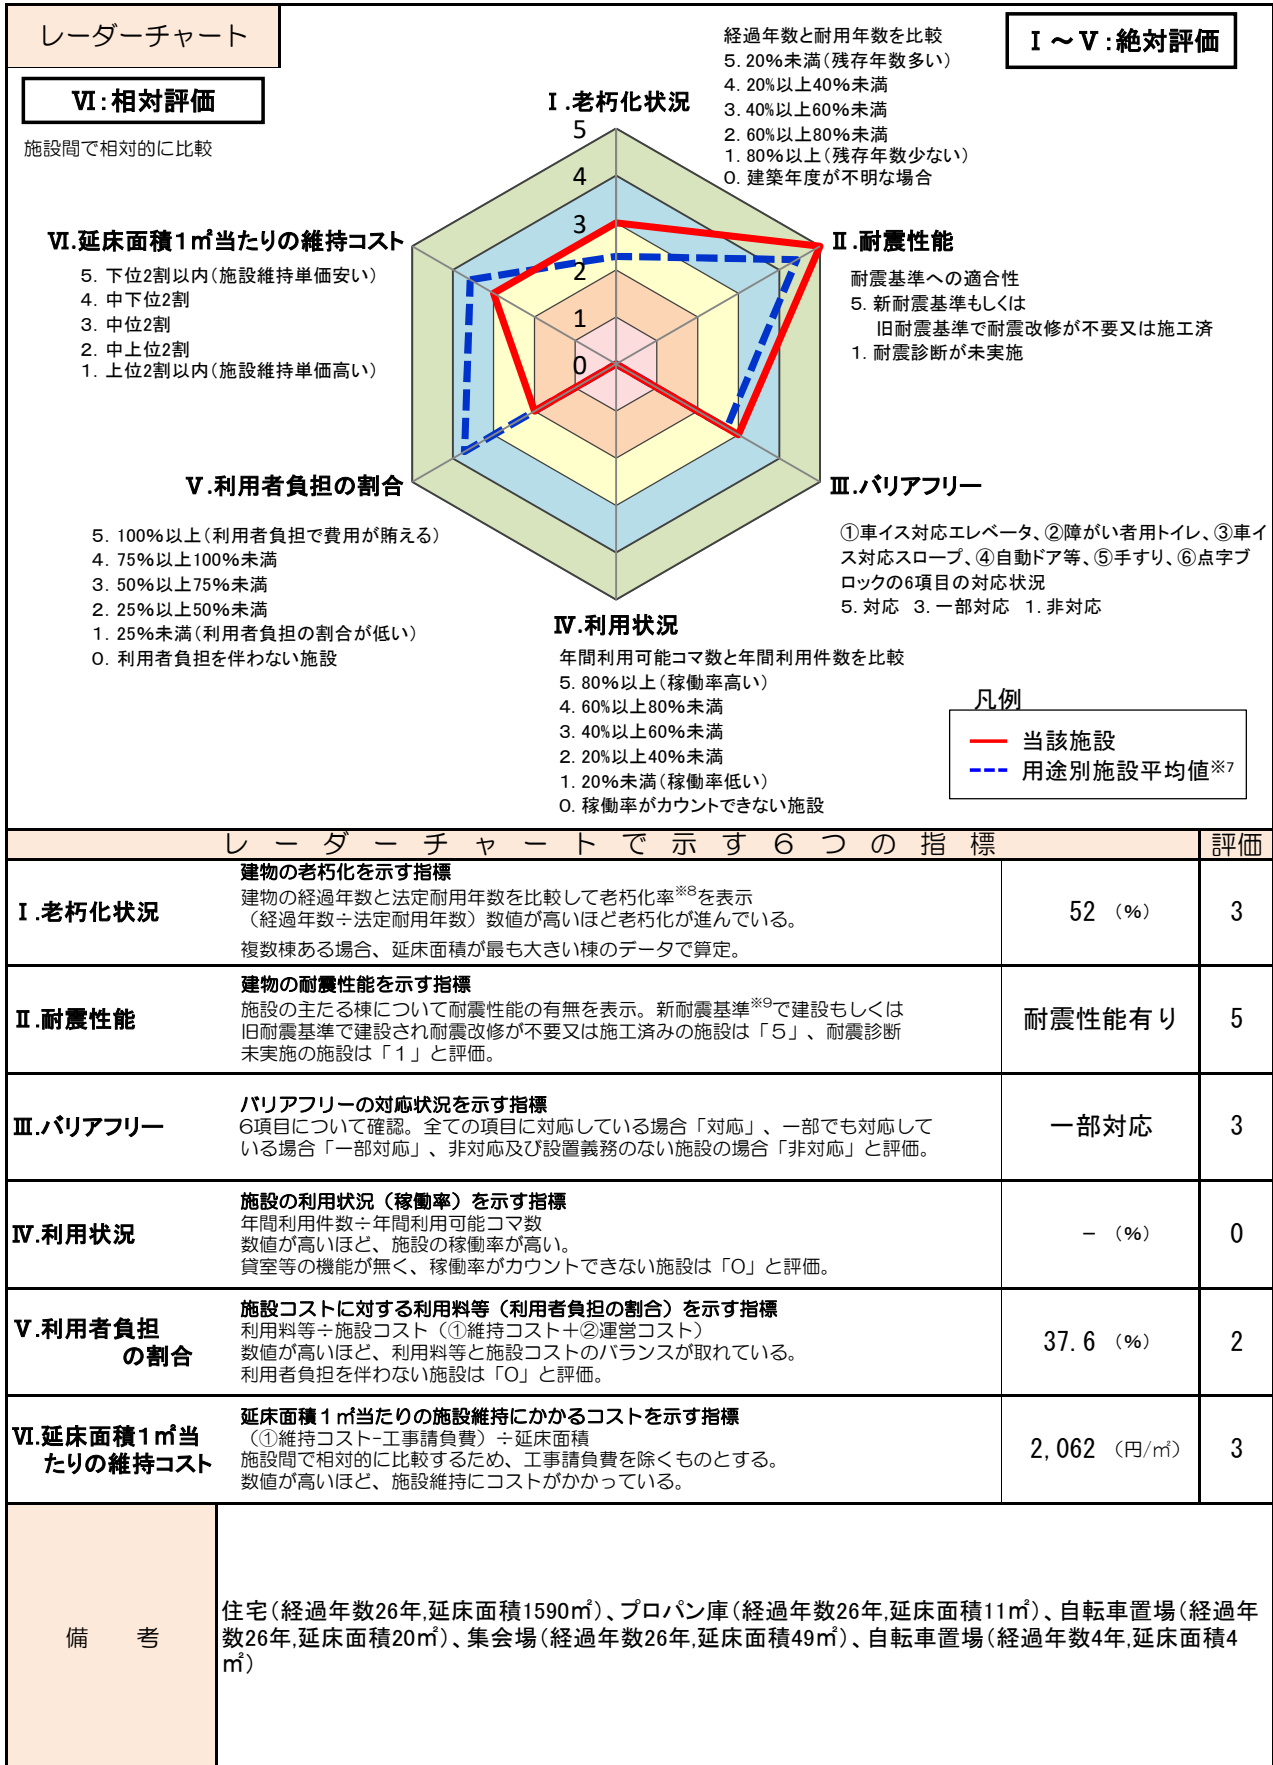 レーダーチャート
Ⅵ：相対評価
施設間で相対的に比較
Ⅰ～Ⅴ：絶対評価
経過年数と耐用年数を比較
5. 20%未満（残存年数多い）
4. 20%以上40%未満
3. 40%以上60%未満
2. 60%以上80%未満
1. 80%以上（残存年数少ない）
0. 建築年度が不明な場合
Ⅰ.老朽化状況
5
4
3
2
1
0
Ⅱ.耐震性能
耐震基準への適合性
5. 新耐震基準もしくは
旧耐震基準で耐震改修が不要又は施工済
1. 耐震診断が未実施
Ⅵ.延床面積1㎡当たりの維持コスト
5. 下位2割以内（施設維持単価安い）
4. 中下位2割
3. 中位2割
2. 中上位2割
1. 上位2割以内（施設維持単価高い）
Ⅴ.利用者負担の割合
5. 100%以上（利用者負担で費用が賄える）
4. 75%以上100%未満
3. 50%以上75%未満
2. 25%以上50%未満
1. 25%未満（利用者負担の割合が低い）
0. 利用者負担を伴わない施設
Ⅲ.バリアフリー
①車イス対応エレベータ、②障がい者用トイレ、③車イ
ス対応スロープ、④自動ドア等、⑤手すり、⑥点字ブ
ロックの6項目の対応状況
5. 対応 3. 一部対応 1. 非対応
Ⅳ.利用状況
年間利用可能コマ数と年間利用件数を比較
5. 80%以上（稼働率高い）
4. 60%以上80%未満
3. 40%以上60%未満
2. 20%以上40%未満
1. 20%未満（稼働率低い）
0. 稼働率がカウントできない施設
凡例
当該施設
用途別施設平均値※7
レーダーチャートで示す6つの指標 評価
Ⅰ.老朽化状況
建物の老朽化を示す指標
建物の経過年数と法定耐用年数を比較して老朽化率※8を表示
（経過年数÷法定耐用年数）数値が高いほど老朽化が進んでいる。
複数棟ある場合、延床面積が最も大きい棟のデータで算定。
52 （%） 3
Ⅱ.耐震性能
建物の耐震性能を示す指標
施設の主たる棟について耐震性能の有無を表示。新耐震基準※9で建設もしくは
旧耐震基準で建設され耐震改修が不要又は施工済みの施設は「5」、耐震診断
未実施の施設は「1」と評価。
耐震性能有り 5
Ⅲ.バリアフリー
バリアフリーの対応状況を示す指標
6項目について確認。全ての項目に対応している場合「対応」、一部でも対応して
いる場合「一部対応」、非対応及び設置義務のない施設の場合「非対応」と評価。
一部対応 3
Ⅳ.利用状況
施設の利用状況（稼働率）を示す指標
年間利用件数÷年間利用可能コマ数
数値が高いほど、施設の稼働率が高い。
貸室等の機能が無く、稼働率がカウントできない施設は「0」と評価。
－ （%） 0
Ⅴ.利用者負担
の割合
施設コストに対する利用料等（利用者負担の割合）を示す指標
利用料等÷施設コスト（①維持コスト＋②運営コスト）
数値が高いほど、利用料等と施設コストのバランスが取れている。
利用者負担を伴わない施設は「0」と評価。
37.6 （%） 2
Ⅵ.延床面積1㎡当
たりの維持コスト
延床面積1㎡当たりの施設維持にかかるコストを示す指標
（①維持コスト-工事請負費）÷延床面積
施設間で相対的に比較するため、工事請負費を除くものとする。
数値が高いほど、施設維持にコストがかかっている。
2,062 （円/㎡） 3
備 考
住宅（経過年数26年,延床面積1590㎡）、プロパン庫（経過年数26年,延床面積11㎡）、自転車置場（経過年
数26年,延床面積20㎡）、集会場（経過年数26年,延床面積49㎡）、自転車置場（経過年数4年,延床面積4
㎡）